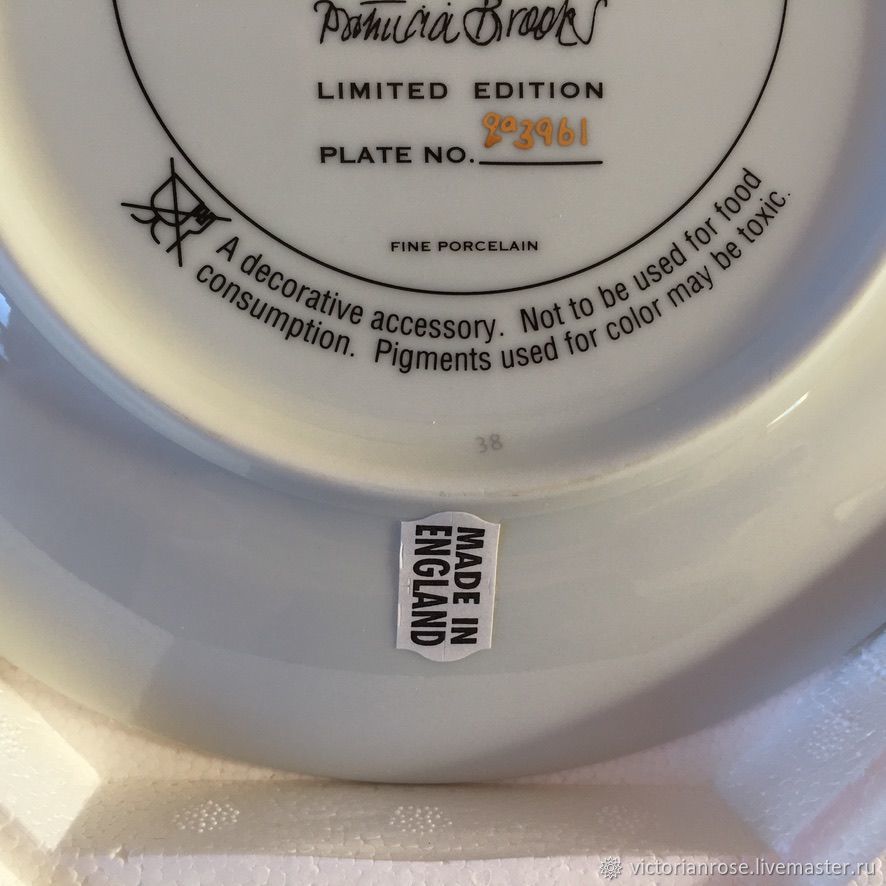 Patricia Brooks
LIMITED EDITION
PLATE NO. 9a3961
FINE PORCELAIN
A decorative accessory. Not to be used for food
consumption. Pigments used for color may be toxic.
38
MADE IN
ENGLAND
victorianrose.livemaster.ru